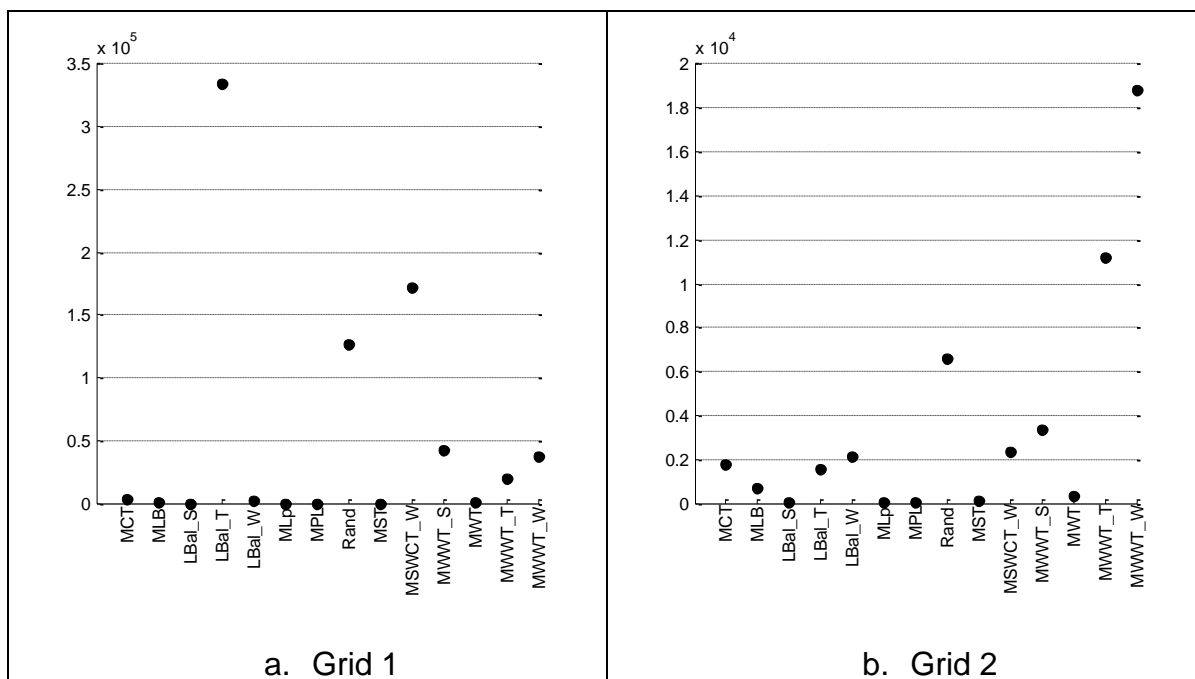 x 10^5
3.5
3
2.5
2
1.5
1
0.5
0
MCT
MLB
LBal_S
LBal_T
LBal_W
MLp
MPL
Rand
MST
MSWCT_W
MWWT_S
MWT
MWWT_T
MWWT_W
a. Grid 1
x 10^4
2
1.8
1.6
1.4
1.2
1
0.8
0.6
0.4
0.2
0
MCT
MLB
LBal_S
LBal_T
LBal_W
MLp
MPL
Rand
MST
MSWCT_W
MWWT_S
MWT
MWWT_T
MWWT_W
b. Grid 2